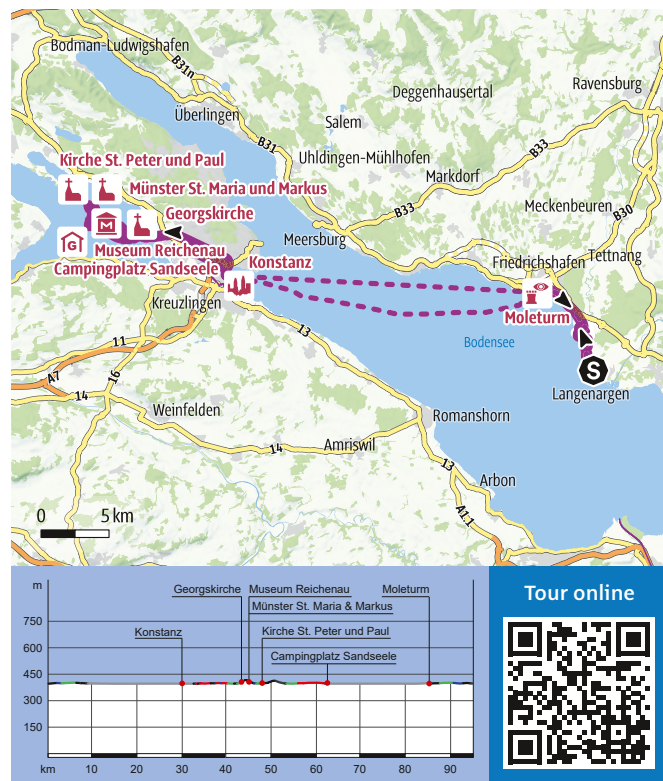 Bodman-Ludwigshafen
B31n
Ravensburg
Deggenhausertal
Überlingen
Salem
B31
B33
Kirche St. Peter und Paul
Uhldingen-Mühlhofen
Markdorf
Münster St. Maria und Markus
Meckenbeuren
B30
Georgskirche
B33
M
G
Museum Reichenau
Meersburg
Tettnang
Campingplatz Sandseele
Konstanz
Friedrichshafen
Kreuzlingen
Moleturm
13
Bodensee
11
A7
16
S
Langenargen
14
Weinfelden
Romanshorn
14
Amriswil
13
Arbon
A1.1
0 5 km
m
Georgskirche
Museum Reichenau
Moleturm
Münster St. Maria & Markus
Konstanz
Kirche St. Peter und Paul
Campingplatz Sandseele
750
600
450
300
150
km 10 20 30 40 50 60 70 80 90
Tour online